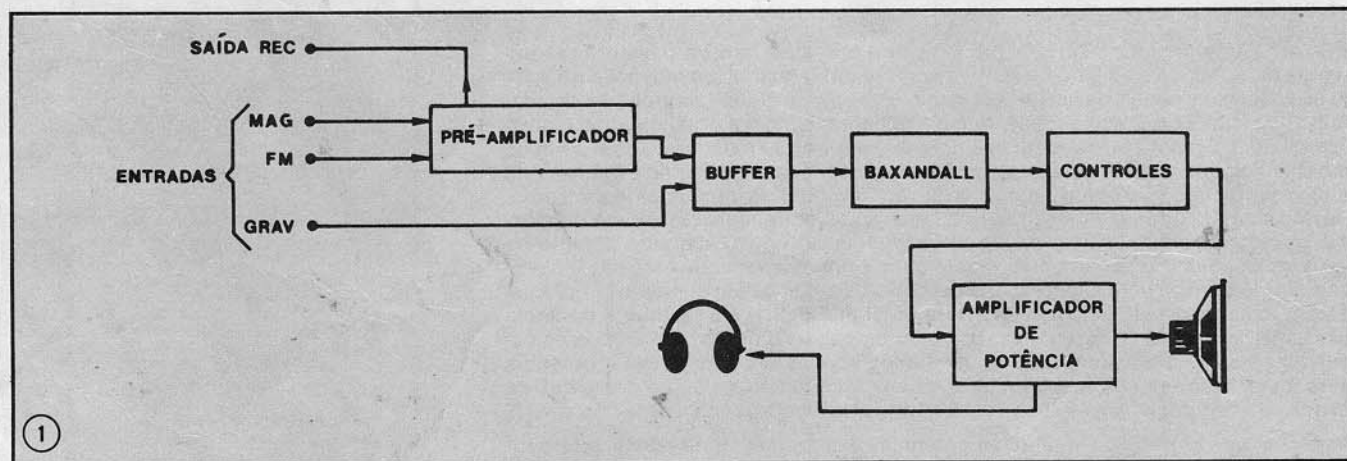 SAÍDA REC
MAG
FM
ENTRADAS
GRAV
PRÉ-AMPLIFICADOR
BUFFER
BAXANDALL
CONTROLES
AMPLIFICADOR
DE
POTÊNCIA
1